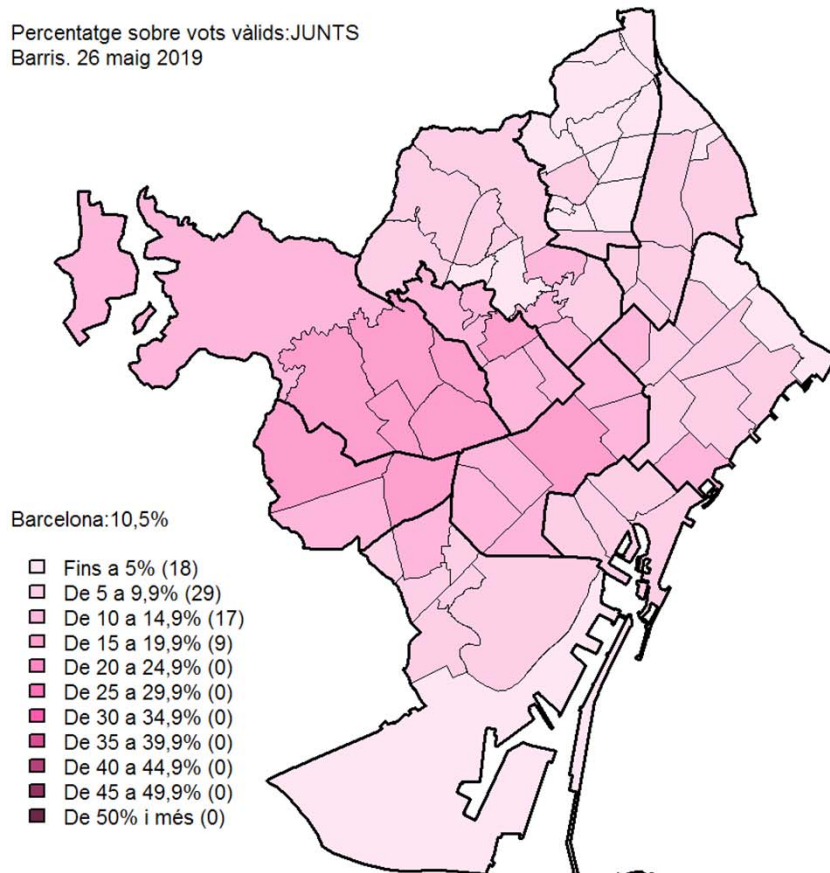 Percentatge sobre vots vàlids:JUNTS
Barris. 26 maig 2019
Barcelona:10,5%
Fins a 5% (18)
De 5 a 9,9% (29)
De 10 a 14,9% (17)
De 15 a 19,9% (9)
De 20 a 24,9% (0)
De 25 a 29,9% (0)
De 30 a 34,9% (0)
De 35 a 39,9% (0)
De 40 a 44,9% (0)
De 45 a 49,9% (0)
De 50% i més (0)